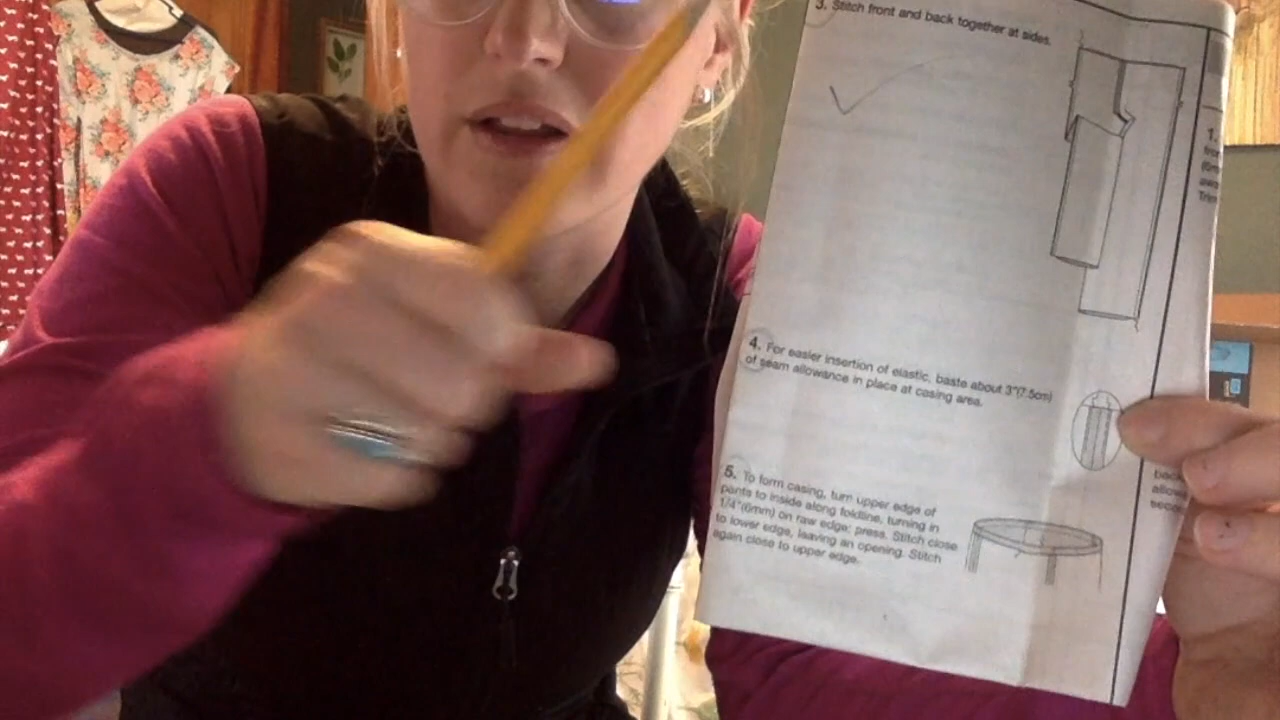 3. Stitch front and back together at sides.
4. For easier insertion of elastic, baste about 3"(7.5cm)
of seam allowance in place at casing area.
5. To form casing, turn upper edge of
pants to inside along foldline, turning in
1/4"(6mm) on raw edge; press. Stitch close
to lower edge, leaving an opening. Stitch
again close to upper edge.
1.